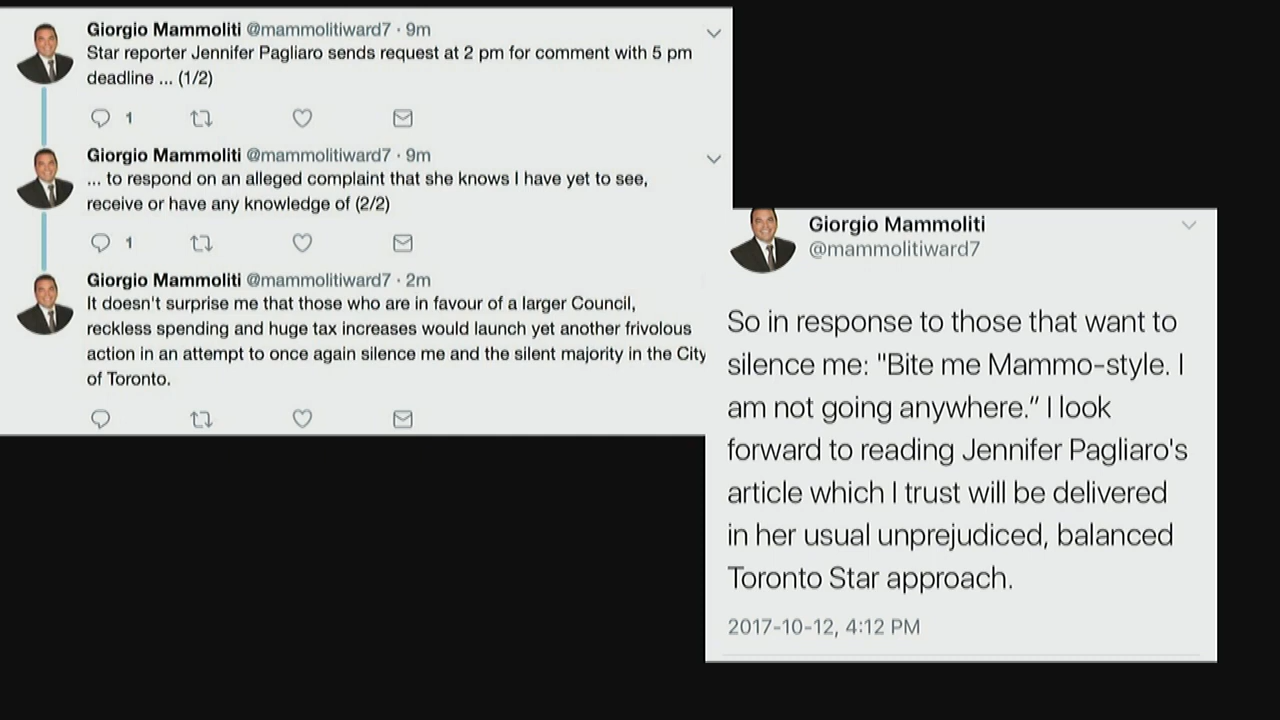 Giorgio Mammoliti @mammolitiward7 · 9m
Star reporter Jennifer Pagliaro sends request at 2 pm for comment with 5 pm
deadline ... (1/2)
1
Giorgio Mammoliti @mammolitiward7 · 9m
... to respond on an alleged complaint that she knows I have yet to see,
receive or have any knowledge of (2/2)
1
Giorgio Mammoliti @mammolitiward7 · 2m
It doesn't surprise me that those who are in favour of a larger Council,
reckless spending and huge tax increases would launch yet another frivolous
action in an attempt to once again silence me and the silent majority in the City
of Toronto.
Giorgio Mammoliti
@mammolitiward7
So in response to those that want to
silence me: "Bite me Mammo-style. I
am not going anywhere.” I look
forward to reading Jennifer Pagliaro's
article which I trust will be delivered
in her usual unprejudiced, balanced
Toronto Star approach.
2017-10-12, 4:12 PM